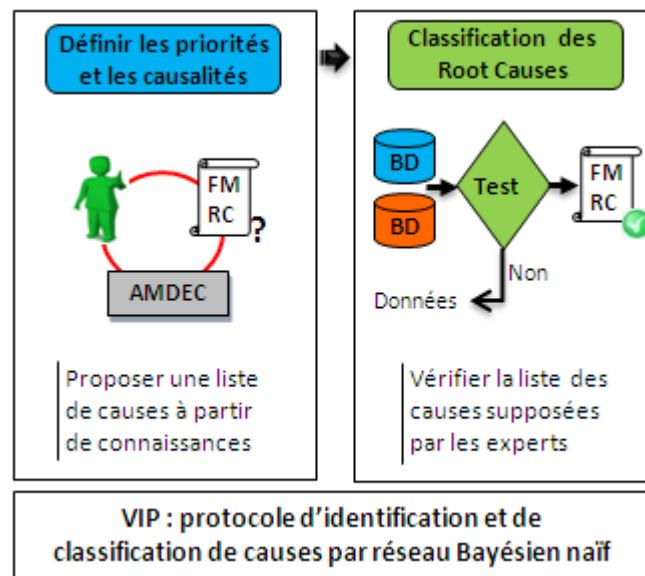 Définir les priorités
et les causalités
FM
RC
?
AMDEC
Proposer une liste
de causes à partir
de connaissances
Classification des
Root Causes
BD
BD
Test
FM
RC
Non
Données
Vérifier la liste des
causes supposées
par les experts
VIP : protocole d'identification et de
classification de causes par réseau Bayésien naïf